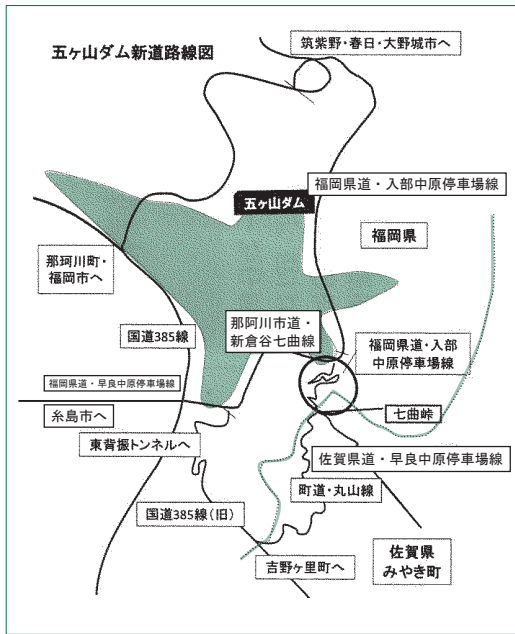 五ヶ山ダム新道路線図
筑紫野・春日・大野城市へ
福岡県道・入部中原停車場線
五ヶ山ダム
福岡県
那珂川町・
福岡市へ
那阿川市道・
新倉谷七曲線
国道385線
福岡県道・入部
中原停車場線
福岡県道・早良中原停車場線
糸島市へ
七曲峠
東背振トンネルへ
佐賀県道・早良中原停車場線
町道・丸山線
国道385線(旧)
佐賀県
みやき町
吉野ヶ里町へ